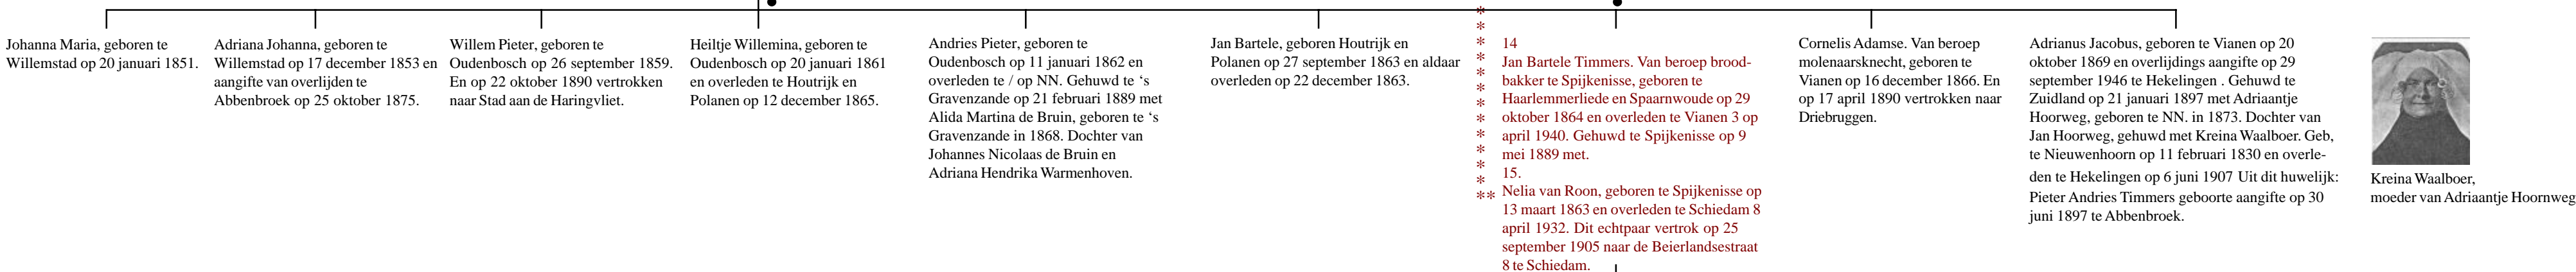 Johanna Maria, geboren te
Willemstad op 20 januari 1851.
Adriana Johanna, geboren te
Willemstad op 17 december 1853 en
aangifte van overlijden te
Abbenbroek op 25 oktober 1875.
Willem Pieter, geboren te
Oudenbosch op 26 september 1859.
En op 22 oktober 1890 vertrokken
naar Stad aan de Haringvliet.
Heiltje Willemina, geboren te
Oudenbosch op 20 januari 1861
en overleden te Houtrijk en
Polanen op 12 december 1865.
Andries Pieter, geboren te
Oudenbosch op 11 januari 1862 en
overleden te / op NN. Gehuwd te ‘s
Gravenzande op 21 februari 1889 met
Alida Martina de Bruin, geboren te ‘s
Gravenzande in 1868. Dochter van
Johannes Nicolaas de Bruin en
Adriana Hendrika Warmenhoven.
Jan Bartele, geboren Houtrijk en
Polanen op 27 september 1863 en aldaar
overleden op 22 december 1863.
*
*
* 14
* Jan Bartele Timmers. Van beroep brood-
* bakker te Spijkenisse, geboren te
* Haarlemmerliede en Spaarnwoude op 29
* oktober 1864 en overleden te Vianen 3 op
* april 1940. Gehuwd te Spijkenisse op 9
* mei 1889 met.
* 15.
** Nelia van Roon, geboren te Spijkenisse op
13 maart 1863 en overleden te Schiedam 8
april 1932. Dit echtpaar vertrok op 25
september 1905 naar de Beierlandsestraat
8 te Schiedam.
Cornelis Adamse. Van beroep
molenaarsknecht, geboren te
Vianen op 16 december 1866. En
op 17 april 1890 vertrokken naar
Driebruggen.
Adrianus Jacobus, geboren te Vianen op 20
oktober 1869 en overlijdings aangifte op 29
september 1946 te Hekelingen . Gehuwd te
Zuidland op 21 januari 1897 met Adriaantje
Hoorweg, geboren te NN. in 1873. Dochter van
Jan Hoorweg, gehuwd met Kreina Waalboer. Geb,
te Nieuwenhoorn op 11 februari 1830 en overle-
den te Hekelingen op 6 juni 1907 Uit dit huwelijk:
Pieter Andries Timmers geboorte aangifte op 30
juni 1897 te Abbenbroek.
Kreina Waalboer,
moeder van Adriaantje Hoornweg